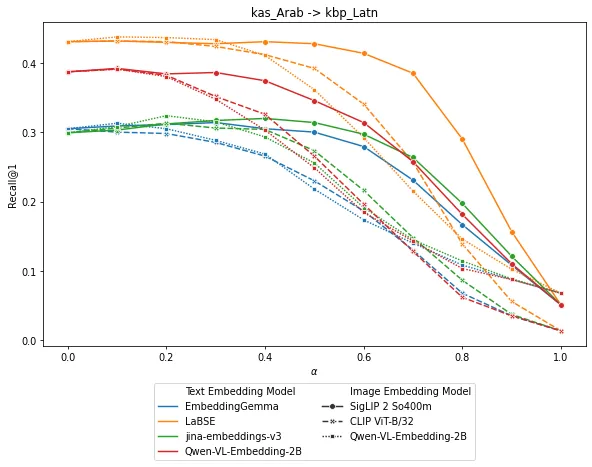 kas_Arab -> kbp_Latn
Recall@1
0.4
0.3
0.2
0.1
0.0
0.0 0.2 0.4 0.6 0.8 1.0
α
Text Embedding Model Image Embedding Model
EmbeddingGemma SigLIP 2 So400m
LaBSE CLIP ViT-B/32
jina-embeddings-v3 Qwen-VL-Embedding-2B
Qwen-VL-Embedding-2B